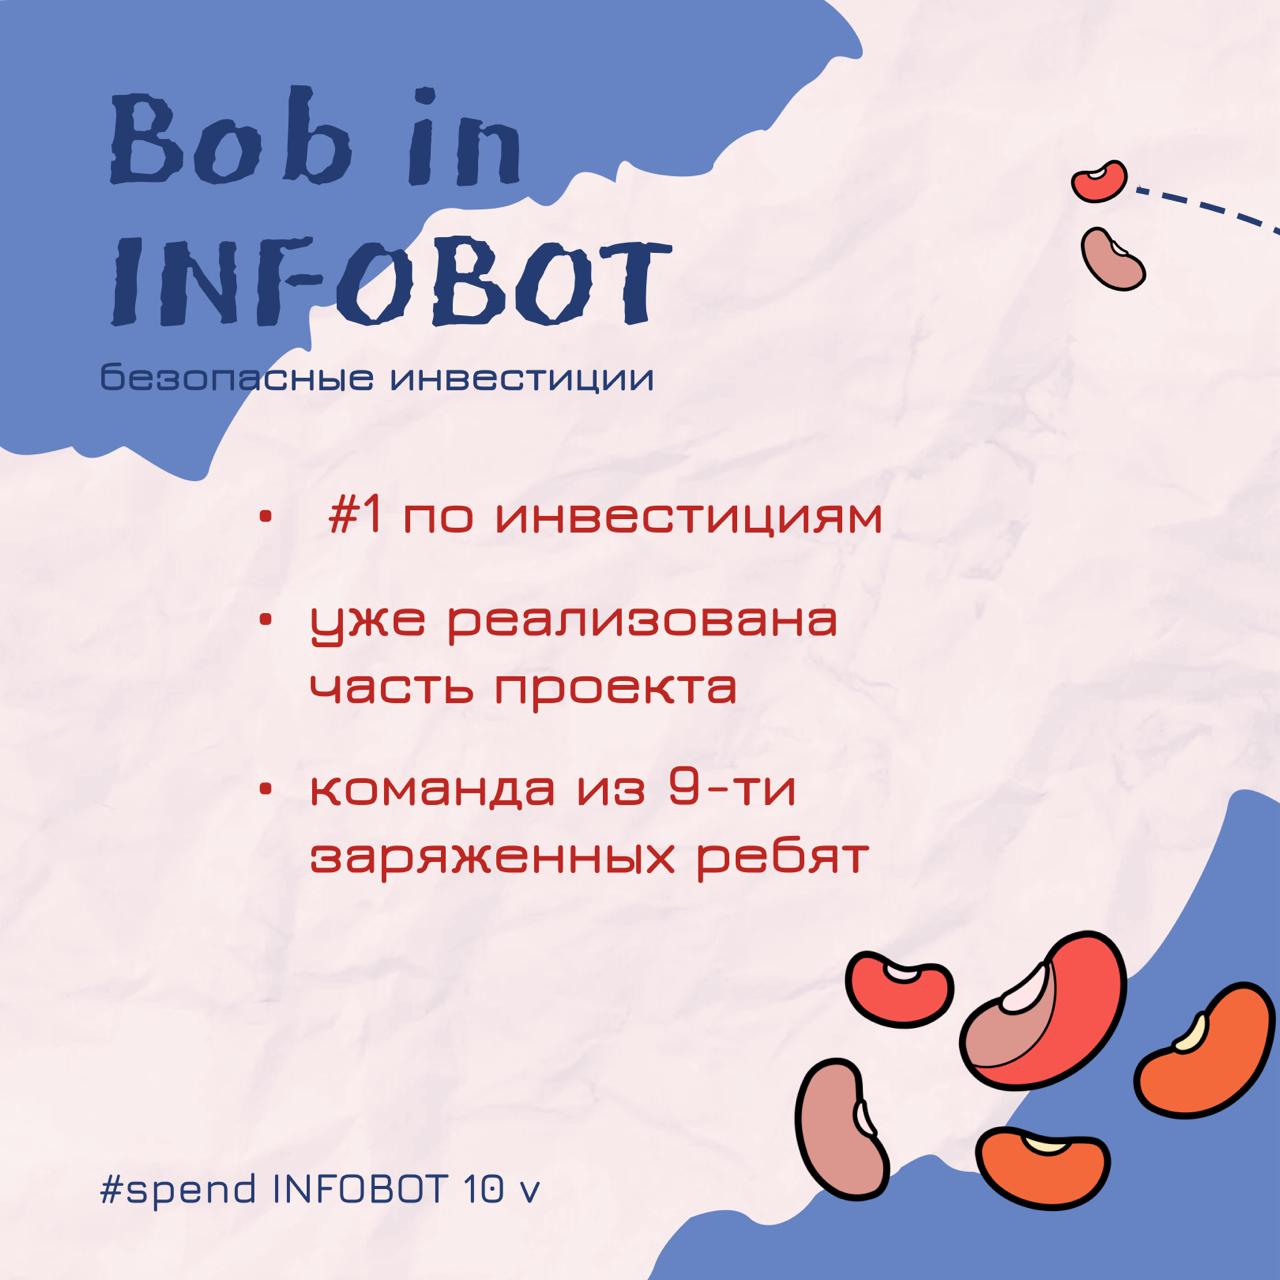 Bob in
INFOBOT
безопасные инвестиции
• #1 по инвестициям
• уже реализована
часть проекта
• команда из 9-ти
заряженных ребят
#spend INFOBOT 10 v